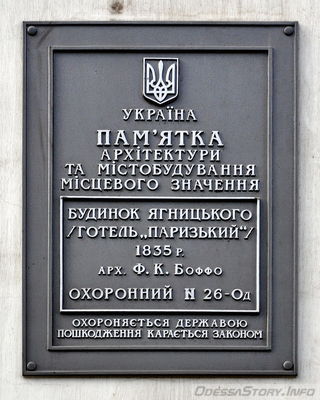 УКРАЇНА
ПАМ'ЯТКА
АРХІТЕКТУРИ
ТА МІСТОБУДУВАННЯ
МІСЦЕВОГО ЗНАЧЕННЯ
БУДИНОК ЯГНИЦЬКОГО
/ГОТЕЛЬ „ПАРИЗЬКИЙ“/
1835 р.
АРХ. Ф. К. БОФФО
ОХОРОННИЙ № 26-Од
ОХОРОНЯЄТЬСЯ ДЕРЖАВОЮ
ПОШКОДЖЕННЯ КАРАЄТЬСЯ ЗАКОНОМ
OdessaStory.Info